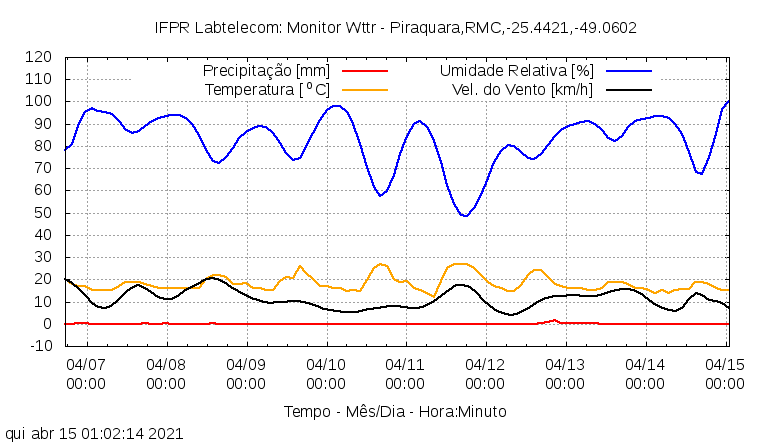 IFPR Labtelecom: Monitor Wttr - Piraquara,RMC,-25.4421,-49.0602
Precipitação [mm] Umidade Relativa [%]
Temperatura [ ⁰C] Vel. do Vento [km/h]
120
110
100
90
80
70
60
50
40
30
20
10
0
-10
04/07 04/08 04/09 04/10 04/11 04/12 04/13 04/14 04/15
00:00 00:00 00:00 00:00 00:00 00:00 00:00 00:00 00:00
Tempo - Mês/Dia - Hora:Minuto
qui abr 15 01:02:14 2021